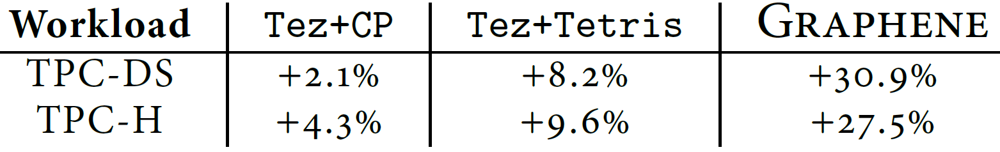 Workload Tez+CP Tez+Tetris GRAPHENE
TPC-DS +2.1% +8.2% +30.9%
TPC-H +4.3% +9.6% +27.5%